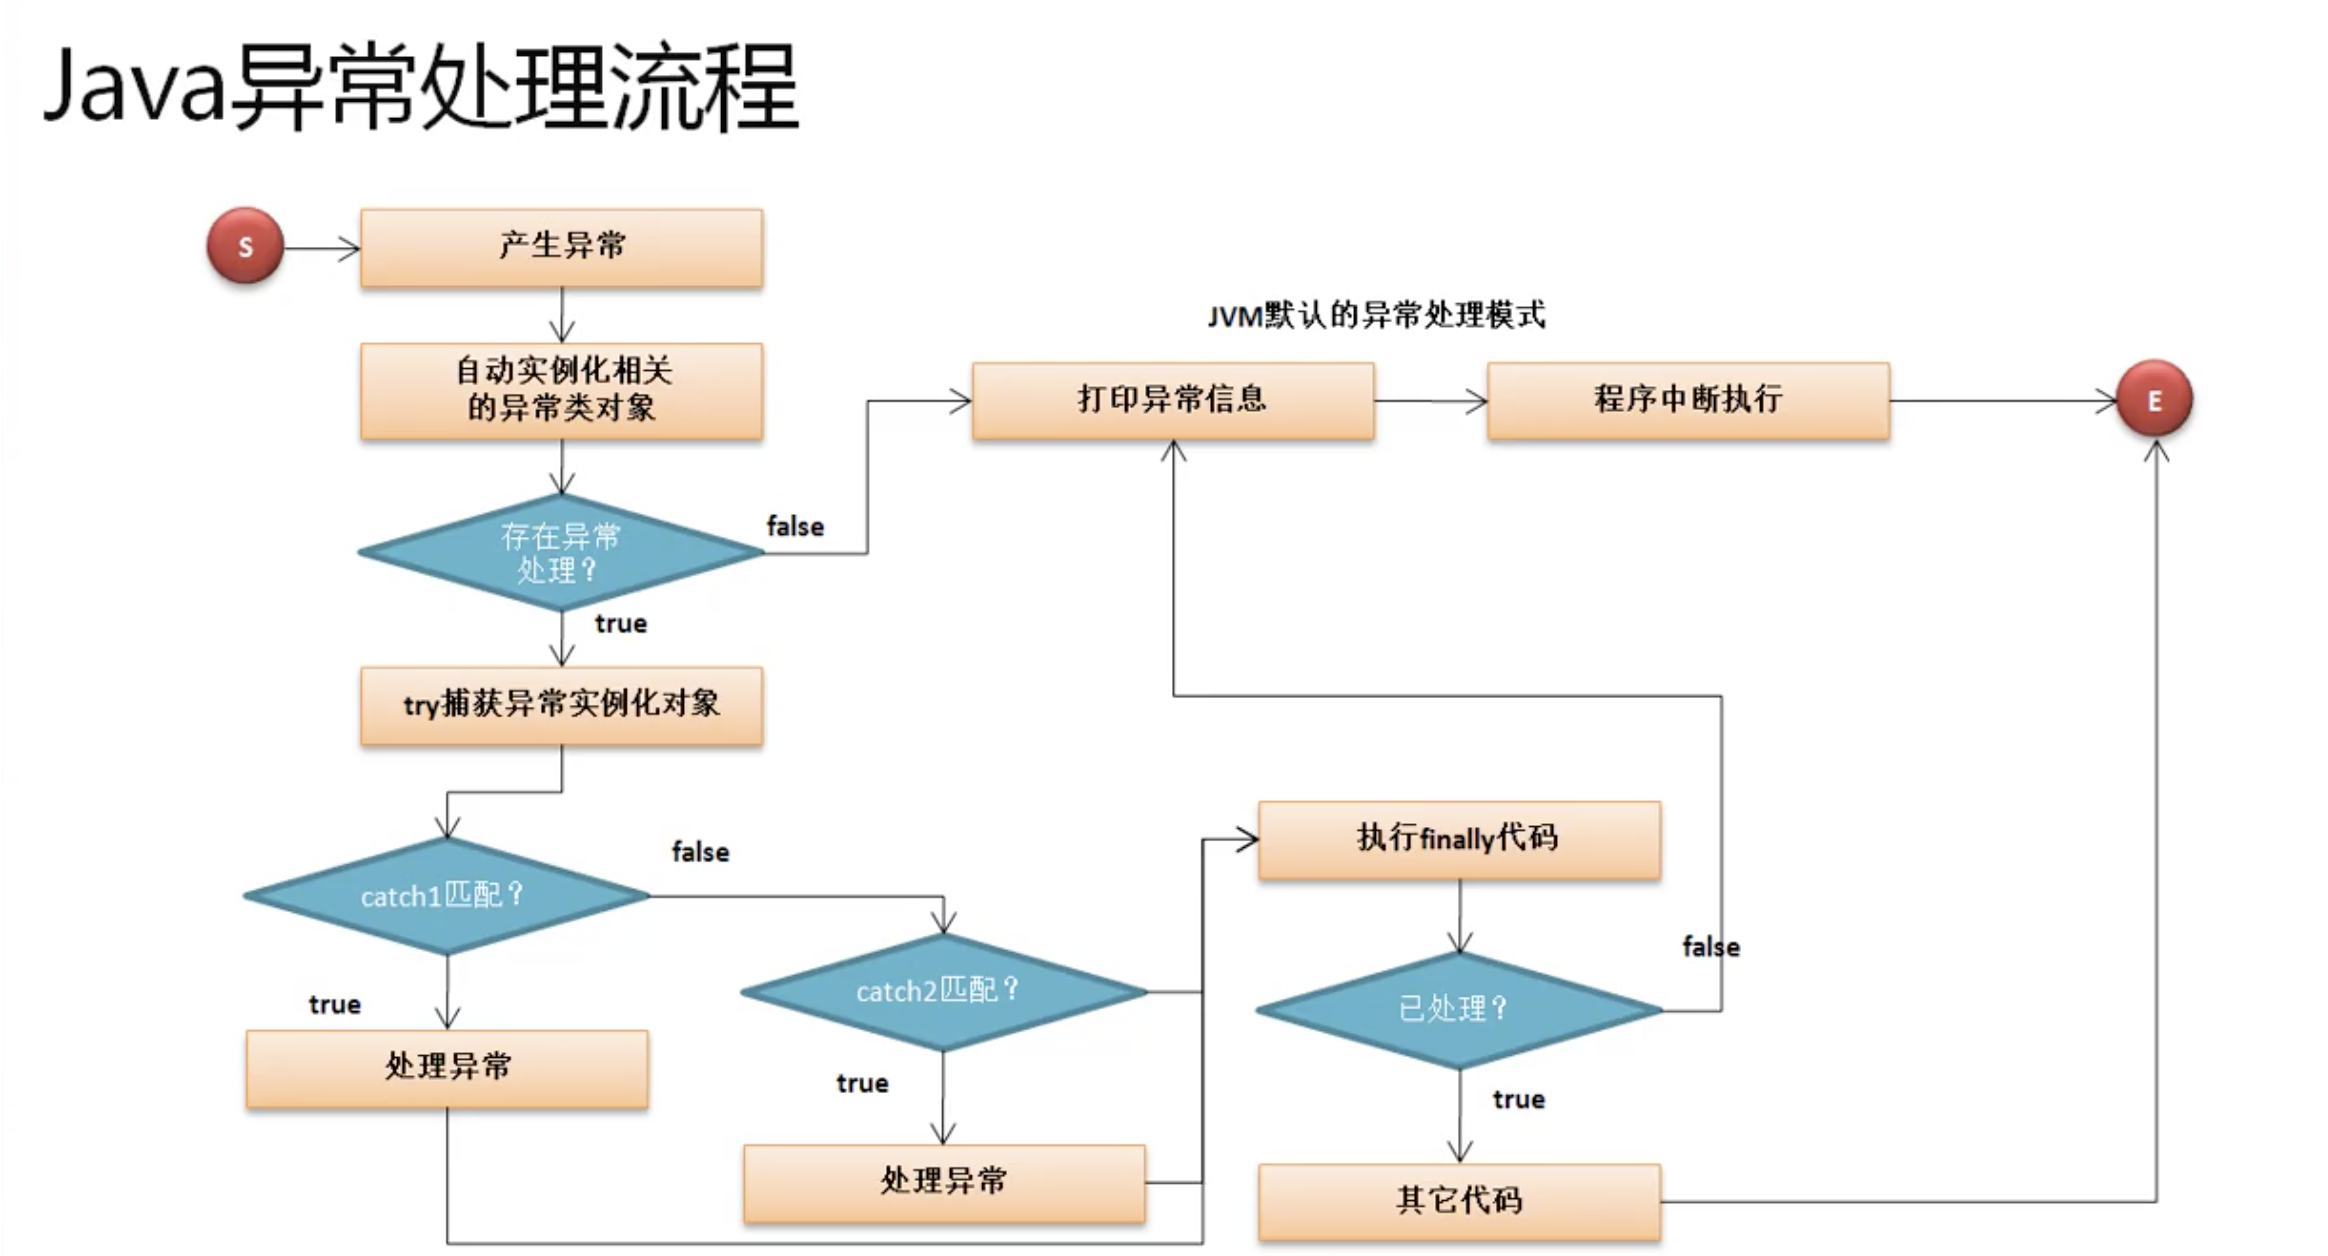 Java异常处理流程
S
产生异常
JVM默认的异常处理模式
自动实例化相关
的异常类对象
打印异常信息
程序中断执行
E
存在异常
处理？
false
true
try捕获异常实例化对象
执行finally代码
catch1匹配？
false
catch2匹配？
已处理？
false
true
处理异常
true
处理异常
true
其它代码